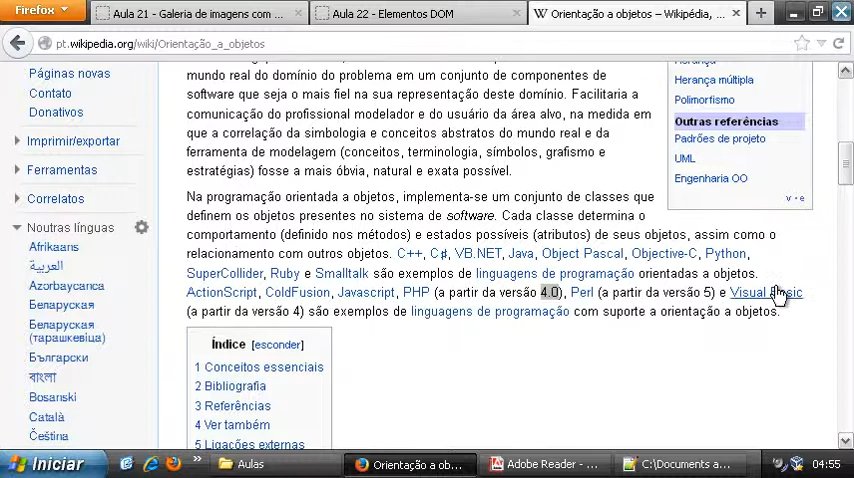 Firefox
Aula 21 - Galeria de imagens com ...
Aula 22 - Elementos DOM
W Orientação a objetos – Wikipédia, ...
pt.wikipedia.org/wiki/Orientação_a_objetos
Páginas novas
Contato
Donativos
Imprimir/exportar
Ferramentas
Correlatos
Noutras línguas
Afrikaans
العربية
Azərbaycanca
Беларуская
Беларуская
(тарашкевіца)
Български
বাংলা
Bosanski
Català
Čeština
mundo real do domínio do problema em um conjunto de componentes de
software que seja o mais fiel na sua representação deste domínio. Facilitaria a
comunicação do profissional modelador e do usuário da área alvo, na medida em
que a correlação da simbologia e conceitos abstratos do mundo real e da
ferramenta de modelagem (conceitos, terminologia, símbolos, grafismo e
estratégias) fosse a mais óbvia, natural e exata possível.
Na programação orientada a objetos, implementa-se um conjunto de classes que
definem os objetos presentes no sistema de software. Cada classe determina o
comportamento (definido nos métodos) e estados possíveis (atributos) de seus objetos, assim como o
relacionamento com outros objetos. C++, C♯, VB.NET, Java, Object Pascal, Objective-C, Python,
SuperCollider, Ruby e Smalltalk são exemplos de linguagens de programação orientadas a objetos.
ActionScript, ColdFusion, Javascript, PHP (a partir da versão 4.0), Perl (a partir da versão 5) e Visual Basic
(a partir da versão 4) são exemplos de linguagens de programação com suporte a orientação a objetos.
Índice [esconder]
1 Conceitos essenciais
2 Bibliografia
3 Referências
4 Ver também
5 Ligações externas
Herança
Herança múltipla
Polimorfismo
Outras referências
Padrões de projeto
UML
Engenharia OO
v • e
Iniciar
Aulas
Orientação a ob...
Adobe Reader - ...
C:\Documents a...
04:55